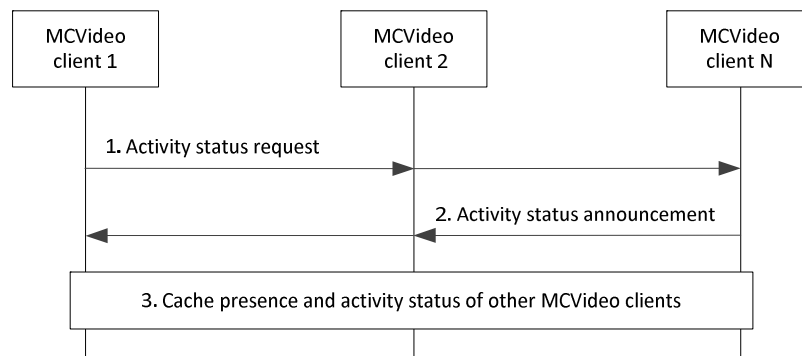 MCVideo
client 1
MCVideo
client 2
MCVideo
client N
1. Activity status request
2. Activity status announcement
3. Cache presence and activity status of other MCVideo clients